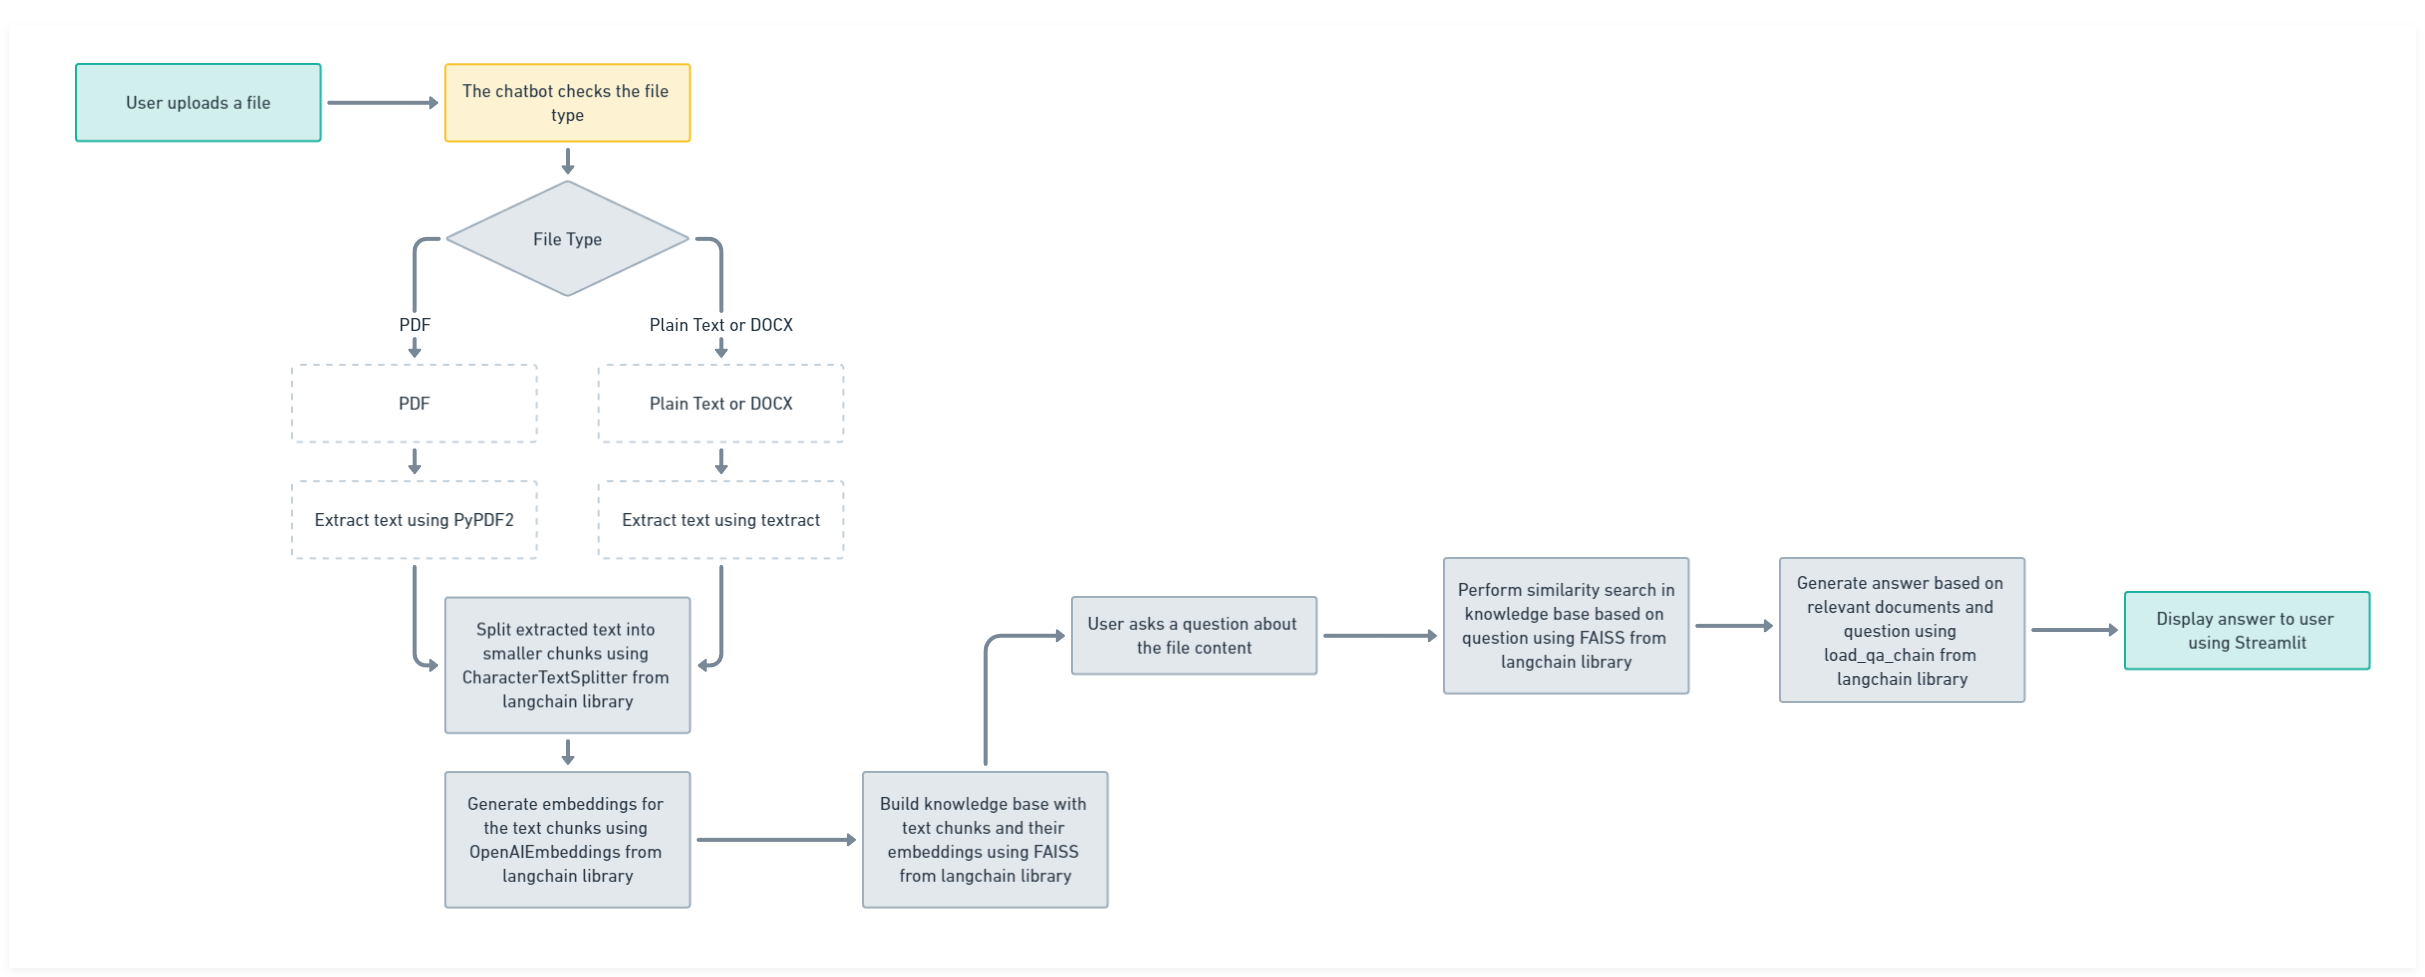 User uploads a file
The chatbot checks the file
type
File Type
PDF
Plain Text or DOCX
PDF
Plain Text or DOCX
Extract text using PyPDF2
Extract text using textract
Split extracted text into
smaller chunks using
CharacterTextSplitter from
langchain library
Generate embeddings for
the text chunks using
OpenAIEmbeddings from
langchain library
Build knowledge base with
text chunks and their
embeddings using FAISS
from langchain library
User asks a question about
the file content
Perform similarity search in
knowledge base based on
question using FAISS from
langchain library
Generate answer based on
relevant documents and
question using
load_qa_chain from
langchain library
Display answer to user
using Streamlit